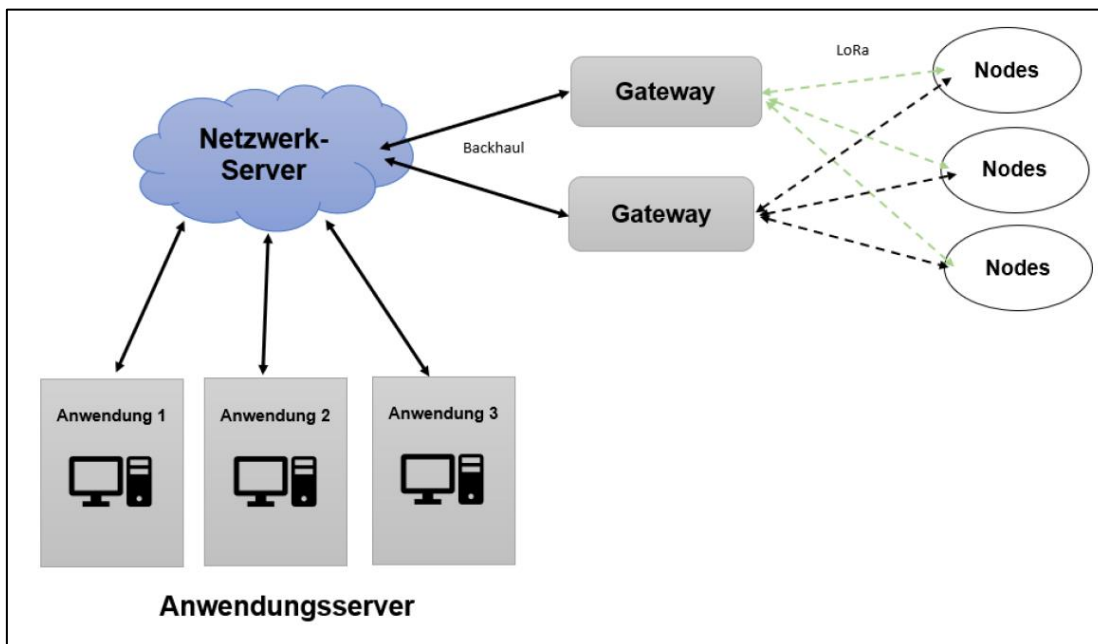 LoRa
Nodes
Gateway
Netzwerk-
Server
Backhaul
Nodes
Gateway
Nodes
Anwendung 1
Anwendung 2
Anwendung 3
Anwendungsserver